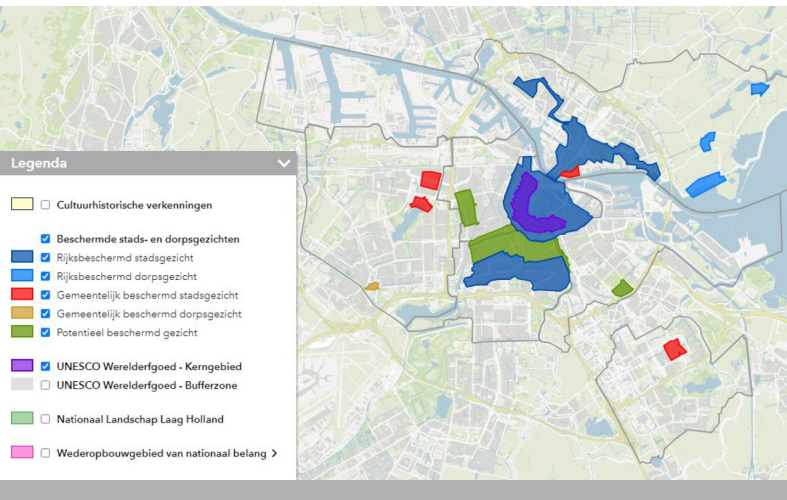 Legenda
Cultuurhistorische verkenningen
Beschermde stads- en dorpsgezichten
Rijksbeschermd stadsgezicht
Rijksbeschermd dorpsgezicht
Gemeentelijk beschermd stadsgezicht
Gemeentelijk beschermd dorpsgezicht
Potentieel beschermd gezicht
UNESCO Werelderfgoed - Kerngebied
UNESCO Werelderfgoed - Bufferzone
Nationaal Landschap Laag Holland
Wederopbouwgebied van nationaal belang >